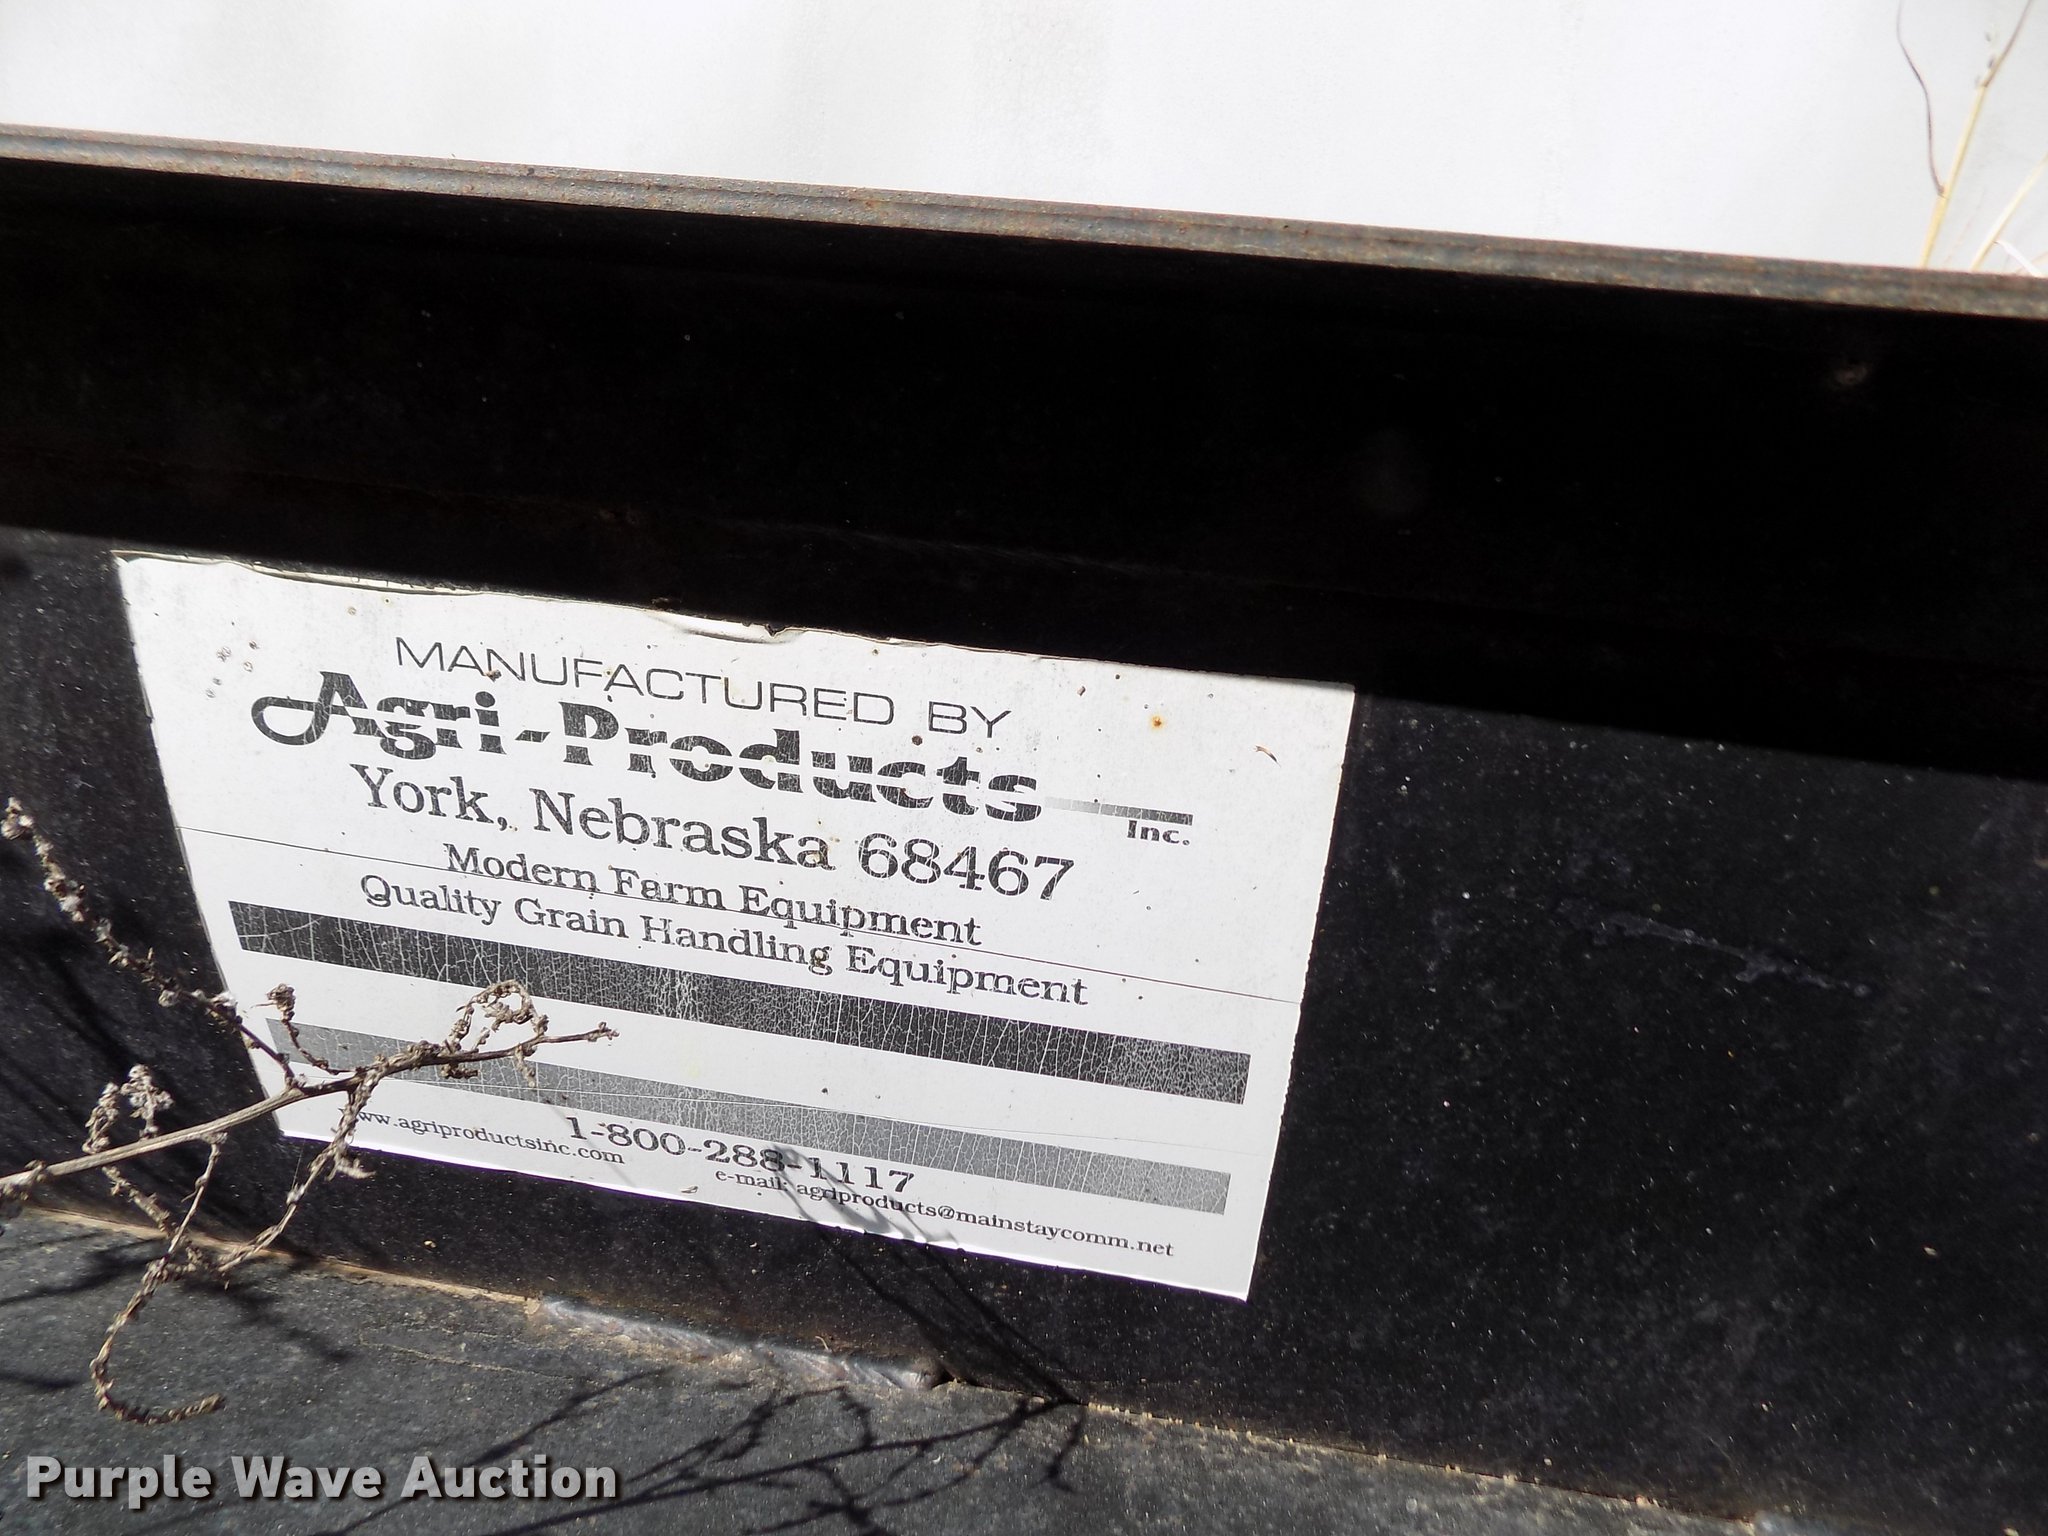 MANUFACTURED BY
Agri-Products
Inc.
York, Nebraska 68467
Modern Farm Equipment
Quality Grain Handling Equipment
1-800-288-1117
www.agriproductsinc.com
e-mail: agriproducts@mainstaycomm.net
Purple Wave Auction